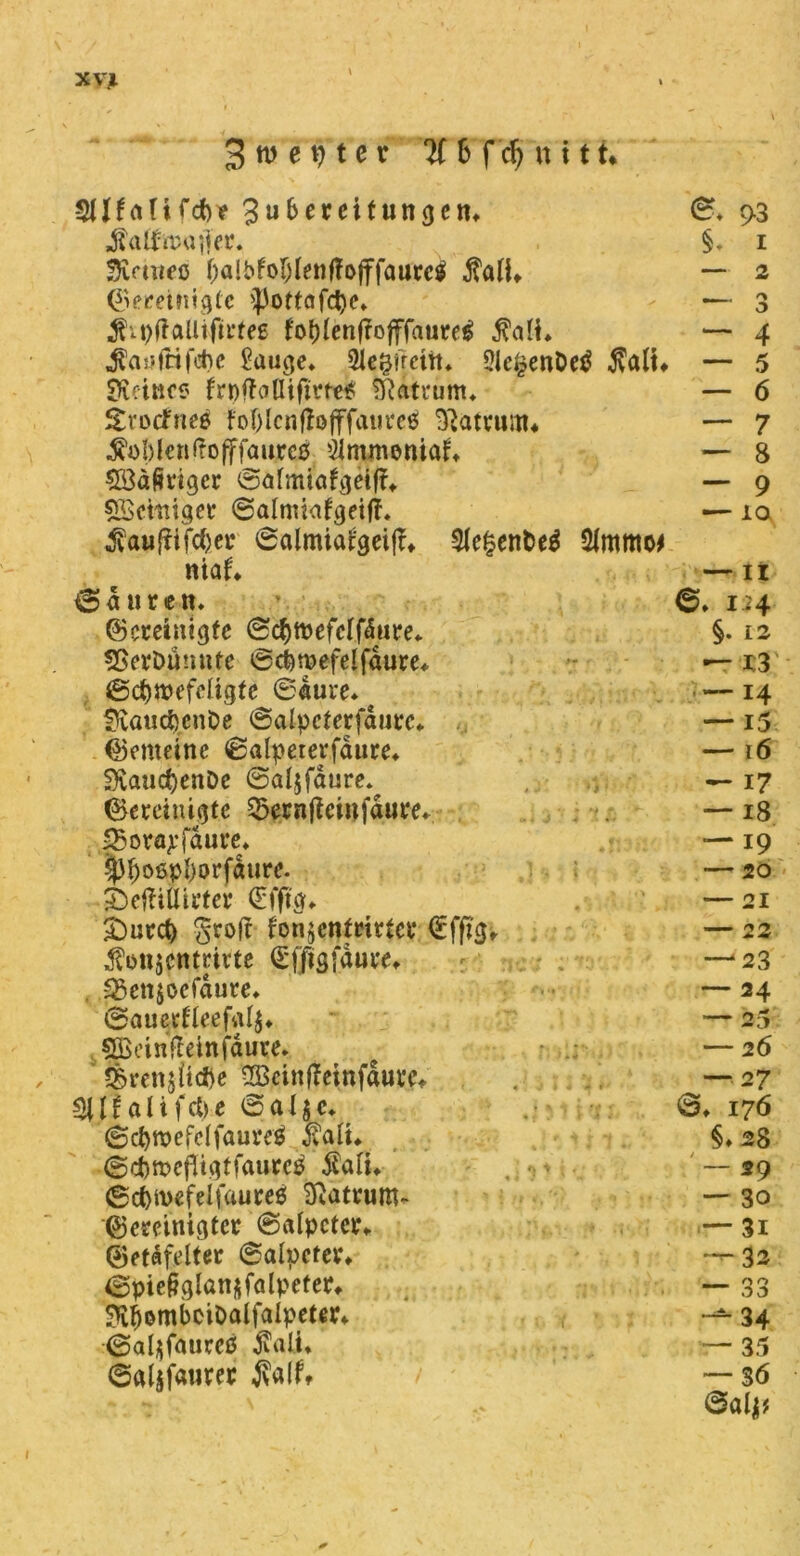 XVI
Zweyter Abschnitt.
Alkalische Zubereitungen. S. 93
Kalkwasser. §. 1
Reines halbkohlenstoffsaures Kali. — 2
Gereinigte Pottasche. — 3
Krystallisirtes kohlenstoffsaures Kali. — 4
Kaustische Lauge. Aetzstein. Aetzendes Kali. — 5
Reines krystallisirtes Natrum. — 6
Trocknes kohlenstoffsaures Natrum. — 7
Kohlenstoffsaures Ammoniak. — 8
Wäßriger Salmiakgeist. — 9
Weiniger Salmiakgeist. — 10
Kaustischer Salmiakgeist. Aetzendes Ammo-
niak. — 11
Säuren. S. 124
Gereinigte Schwefelsäure. §. 12
Verdünnte Schwefelsäure. — 13
Schwefeligte Säure. — 14
Rauchende Salpetersäure. — 15
Gemeine Salpetersäure. — 16
Rauchende Salzsäure. — 17
Gereinigte Bernsteinsäure. — 18
Boraxsäure. — 19
Phosphorsäure. — 20
Destillirter Essig. — 21
Durch Frost konzentrirter Essig. — 22
Konzentrirte Essigsäure. — 23
Benzoesäure. — 24
Sauerkleesalz. — 25
Weinsteinsäure. — 26
Brenzliche Weinsteinsäure. — 27
Alkalische Salze. S. 176
Schwefelsaures Kali. §. 28
Schwefligtsaures Kali. — 29
Schwefelsaures Natrum. — 30
Gereinigter Salpeter. — 31
Getäfelter Salpeter. — 32
Spießglanzsalpeter. — 33
Rhomboidalsalpeter. — 34
Salzsaures Kali. — 35
Salzsaurer Kalk. — 36
Salz-